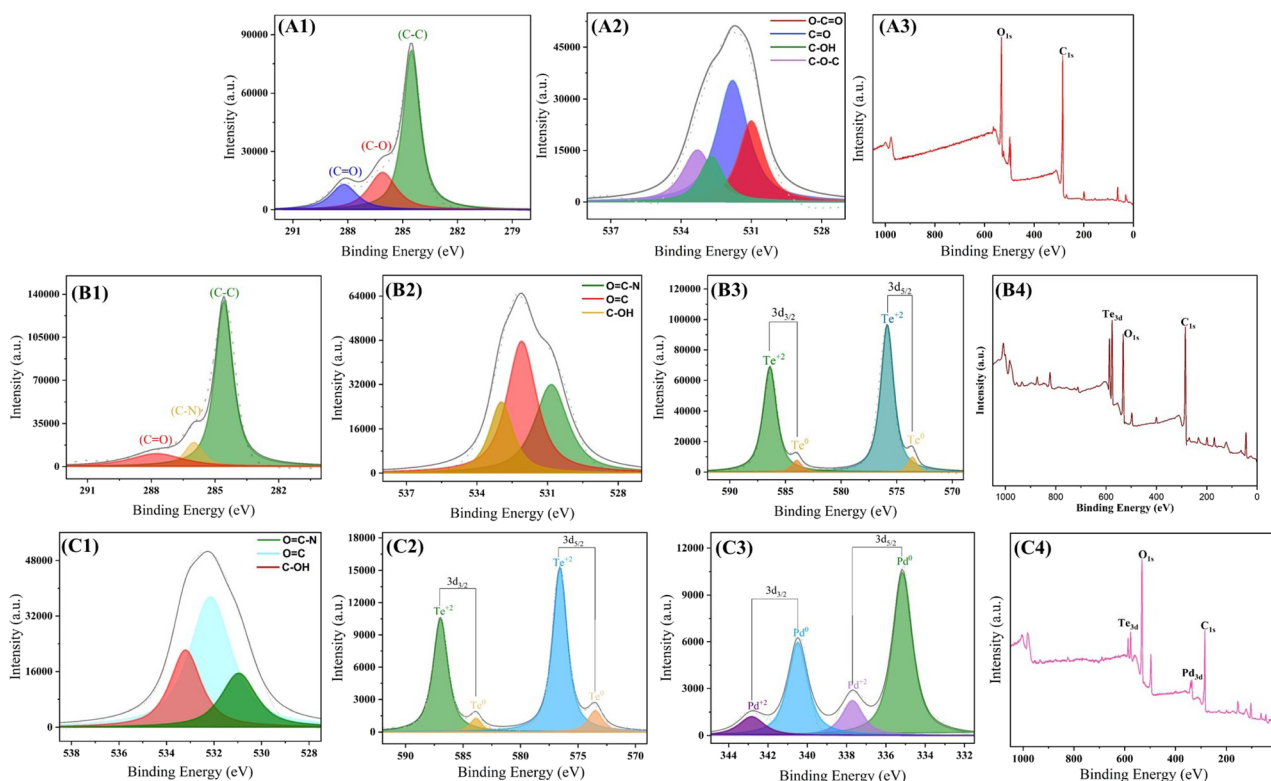 (A1)
(C-C)
(C-O)
(C=O)
90000
60000
30000
0
291
288
285
282
279
Intensity (a.u.)
Binding Energy (eV)
(A2)
O-C=O
C=O
C-OH
C-O-C
45000
30000
15000
0
537
534
531
528
Intensity (a.u.)
Binding Energy (eV)
(A3)
O1s
C1s
1000
800
600
400
200
0
Intensity (a.u.)
Binding Energy (eV)
(B1)
(C-C)
(C-N)
(C=O)
140000
105000
70000
35000
0
291
288
285
282
Intensity (a.u.)
Binding Energy (eV)
(B2)
O=C-N
O=C
C-OH
64000
48000
32000
16000
0
537
534
531
528
Intensity (a.u.)
Binding Energy (eV)
(B3)
3d5/2
3d3/2
Te+2
Te+2
Te0
Te0
120000
100000
80000
60000
40000
20000
0
590
585
580
575
570
Intensity (a.u.)
Binding Energy (eV)
(B4)
Te3d
O1s
C1s
1000
800
600
400
200
0
Intensity (a.u.)
Binding Energy (eV)
(C1)
O=C-N
O=C
C-OH
48000
32000
16000
0
538
536
534
532
530
528
Intensity (a.u.)
Binding Energy (eV)
(C2)
3d5/2
3d3/2
Te+2
Te+2
Te0
Te0
18000
15000
12000
9000
6000
3000
0
590
585
580
575
570
Intensity (a.u.)
Binding Energy (eV)
(C3)
3d5/2
3d3/2
Pd0
Pd0
Pd+2
Pd+2
12000
9000
6000
3000
0
344
342
340
338
336
334
332
Intensity (a.u.)
Binding Energy (eV)
(C4)
O1s
Te3d
C1s
Pd3d
1000
800
600
400
200
0
Intensity (a.u.)
Binding Energy (eV)